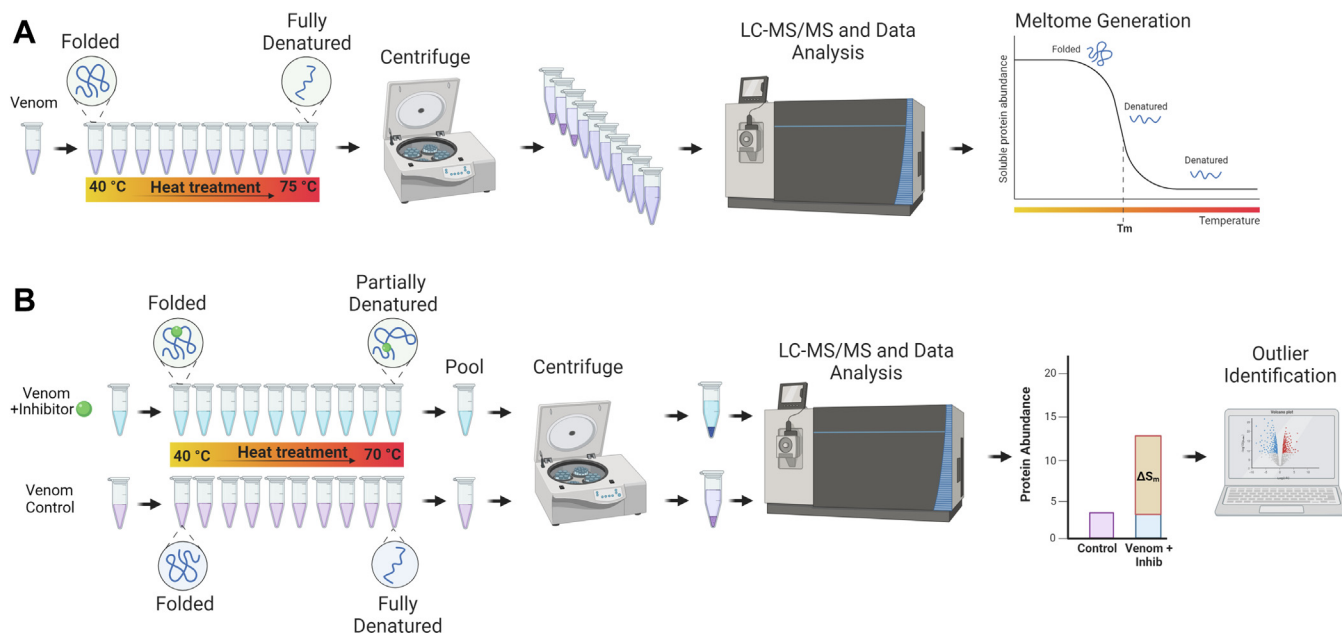 A
Folded
Fully
Denatured
Venom
40 °C Heat treatment 75 °C
Centrifuge
LC-MS/MS and Data
Analysis
Meltome Generation
Soluble protein abundance
Folded
Denatured
Denatured
Temperature
Tm
B
Folded
Partially
Denatured
Venom
+Inhibitor
Pool
Centrifuge
LC-MS/MS and Data
Analysis
40 °C Heat treatment 70 °C
Venom
Control
Folded
Fully
Denatured
Protein Abundance
20
15
10
5
0
ΔSm
Control
Venom +
Inhib
Outlier
Identification
Volcano plot